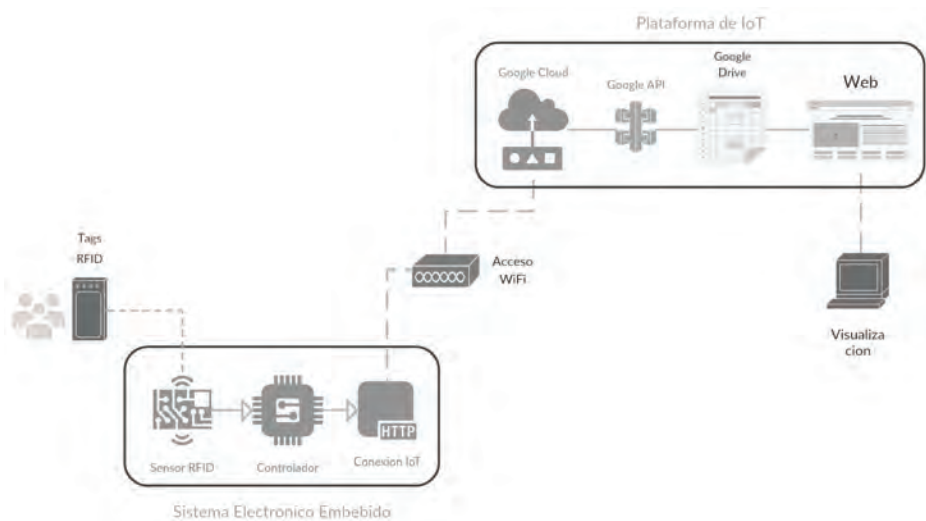 Plataforma de IoT
Google Cloud
Google API
Google
Drive
Web
Tags
RFID
Acceso
WiFi
Visualiza
cion
HTTP
Sensor RFID
Controlador
Conexion IoT
Sistema Electronico Embebido